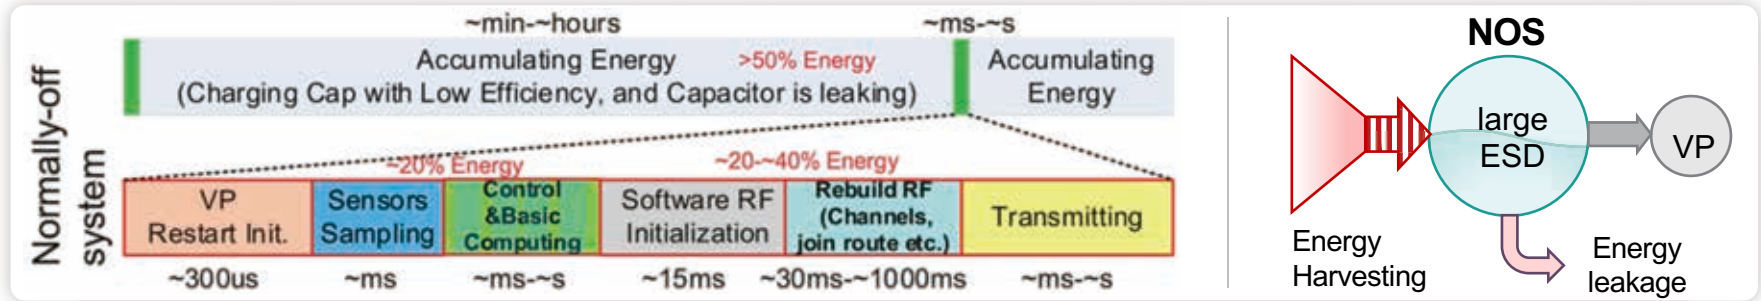 Normally-off
system
~min-~hours
~ms-~s
Accumulating Energy
>50% Energy
(Charging Cap with Low Efficiency, and Capacitor is leaking)
Accumulating
Energy
~20% Energy
~20-~40% Energy
VP
Restart Init.
Sensors
Sampling
Control
&Basic
Computing
Software RF
Initialization
Rebuild RF
(Channels,
join route etc.)
Transmitting
~300us
~ms
~ms-~s
~15ms
~30ms-~1000ms
~ms-~s
NOS
large
ESD
VP
Energy
Harvesting
Energy
leakage